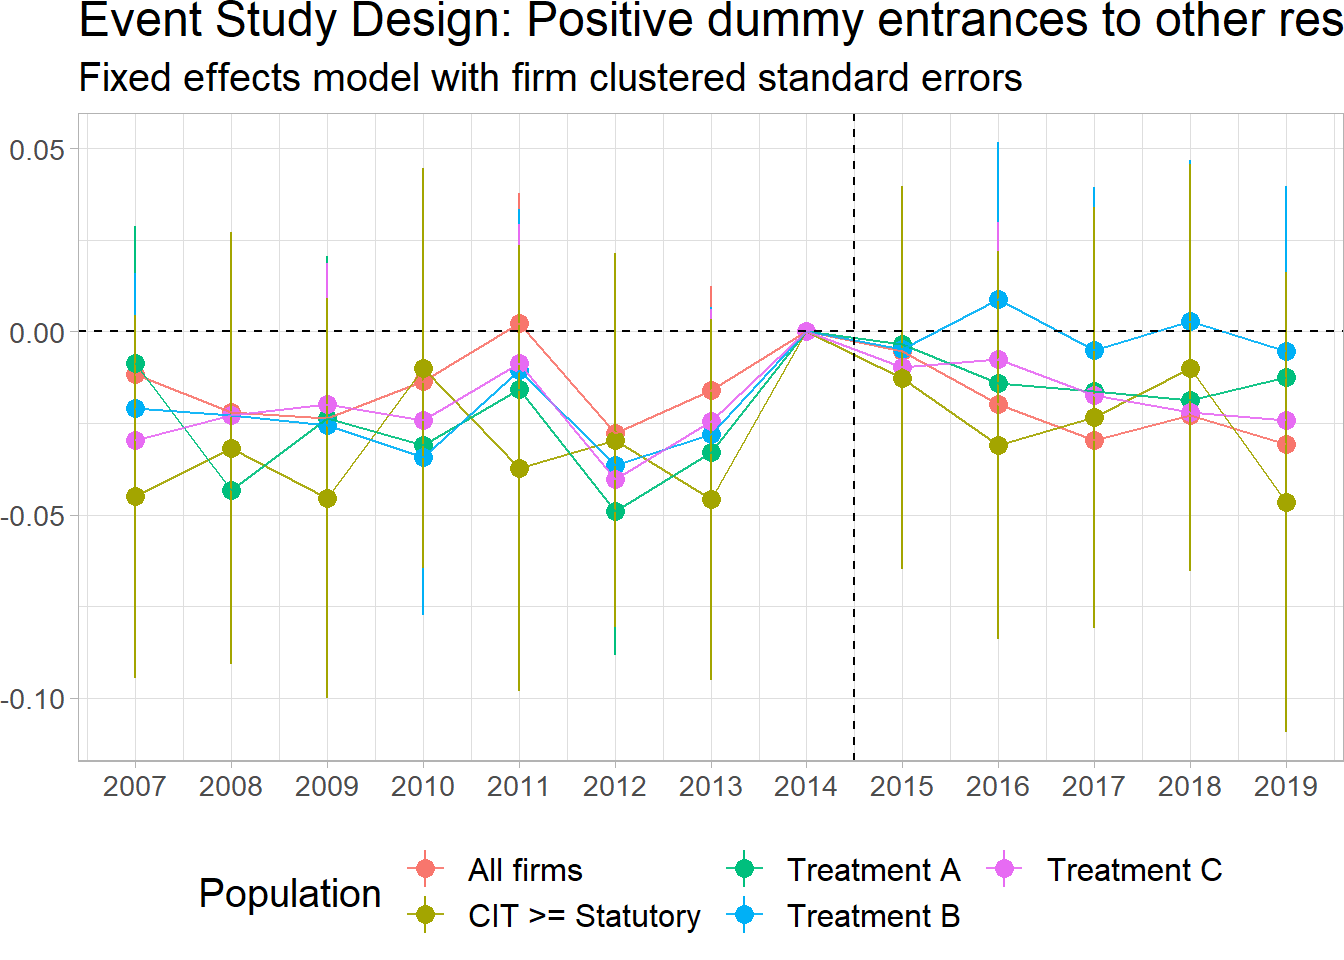 Event Study Design: Positive dummy entrances to other res
Fixed effects model with firm clustered standard errors
0.05
0.00
-0.05
-0.10
2007 2008 2009 2010 2011 2012 2013 2014 2015 2016 2017 2018 2019
Population
All firms
CIT >= Statutory
Treatment A
Treatment B
Treatment C